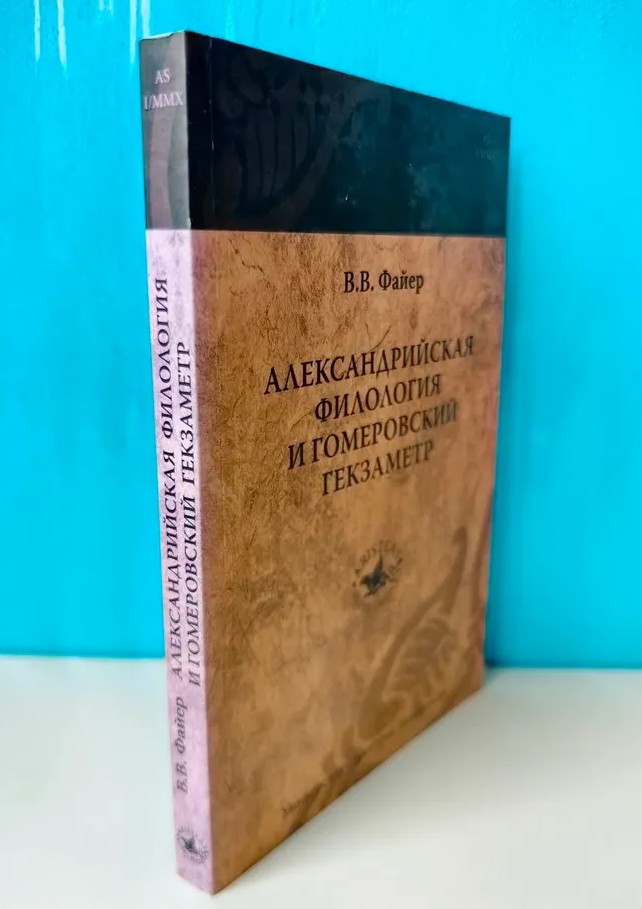 AS
I/MMX
В.В. Файер АЛЕКСАНДРИЙСКАЯ ФИЛОЛОГИЯ
И ГОМЕРОВСКИЙ ГЕКЗАМЕТР
В.В. Файер
АЛЕКСАНДРИЙСКАЯ
ФИЛОЛОГИЯ
И ГОМЕРОВСКИЙ
ГЕКЗАМЕТР